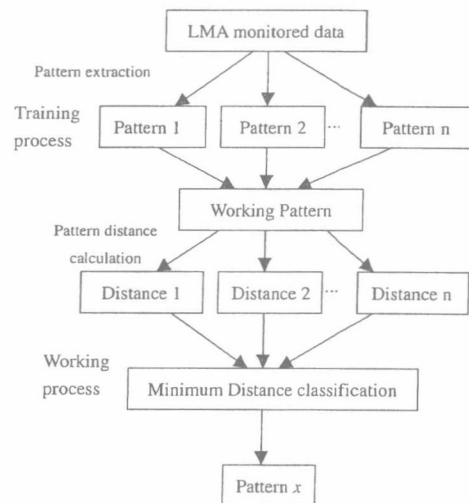 LMA monitored data
Pattern extraction
Training
process
Pattern 1
Pattern 2
...
Pattern n
Working Pattern
Pattern distance
calculation
Distance 1
Distance 2
...
Distance n
Working
process
Minimum Distance classification
Pattern x